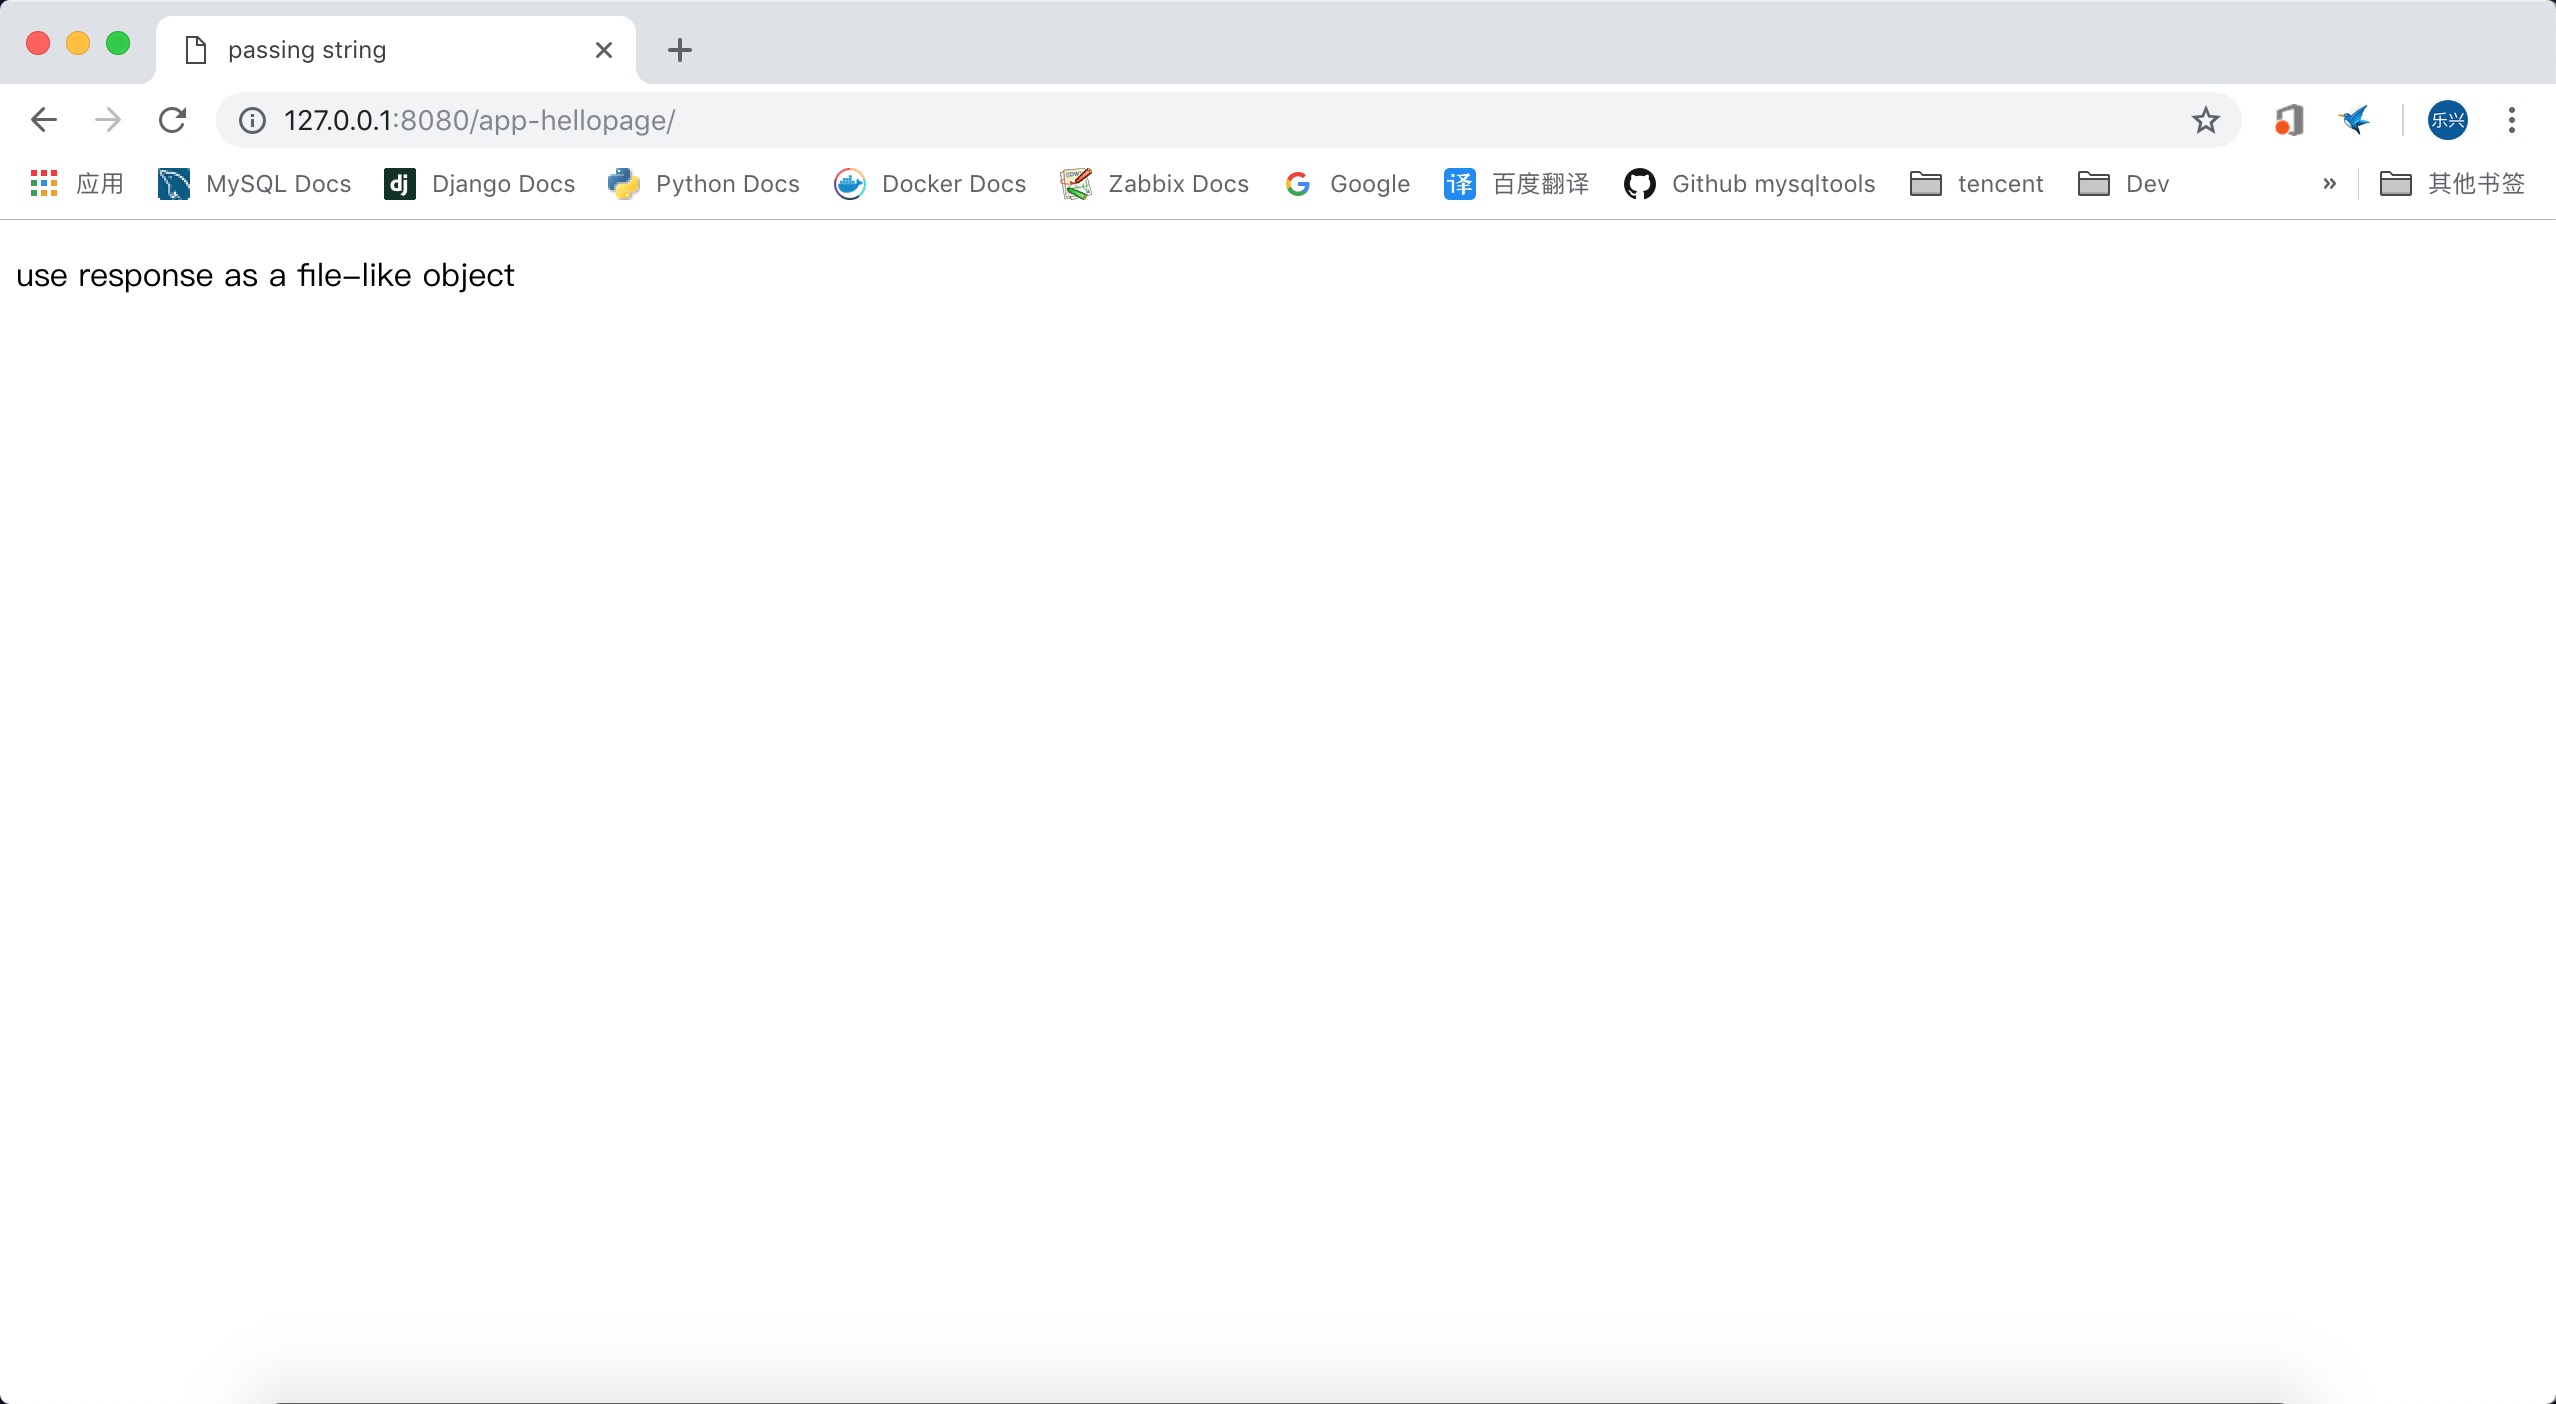 passing string
127.0.0.1:8080/app-hellopage/
乐兴
应用 MySQL Docs dj Django Docs Python Docs Docker Docs Zabbix Docs G Google 译 百度翻译 Github mysqltools tencent Dev » 其他书签
use response as a file-like object